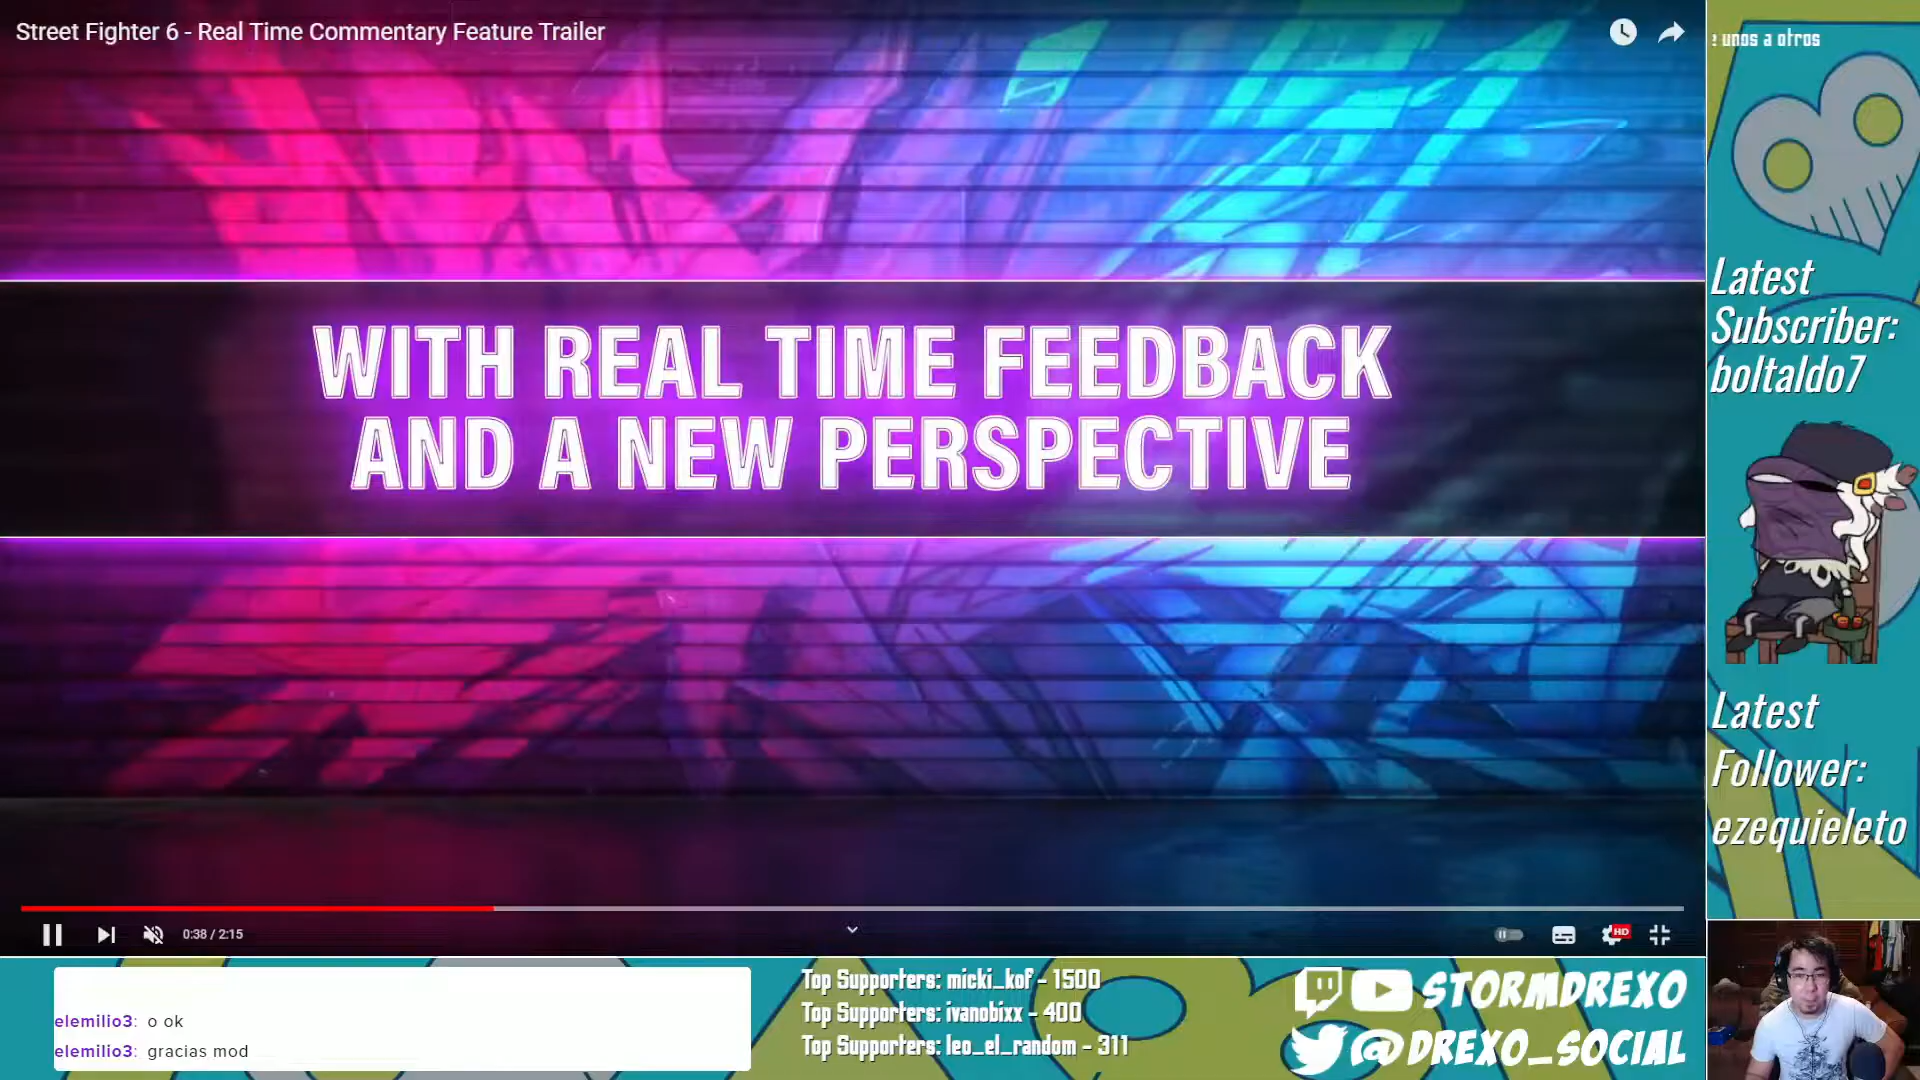 Street Fighter 6 - Real Time Commentary Feature Trailer
unos a otros
WITH REAL TIME FEEDBACK
AND A NEW PERSPECTIVE
Latest
Subscriber:
boltaldo7
Latest
Follower:
ezequieleto
0:38 / 2:15
HD
elemilio3: o ok
elemilio3: gracias mod
Top Supporters: micki_kof - 1500
Top Supporters: ivanobixx - 400
Top Supporters: leo_el_random - 311
STORMDREXO
@DREXO_SOCIAL